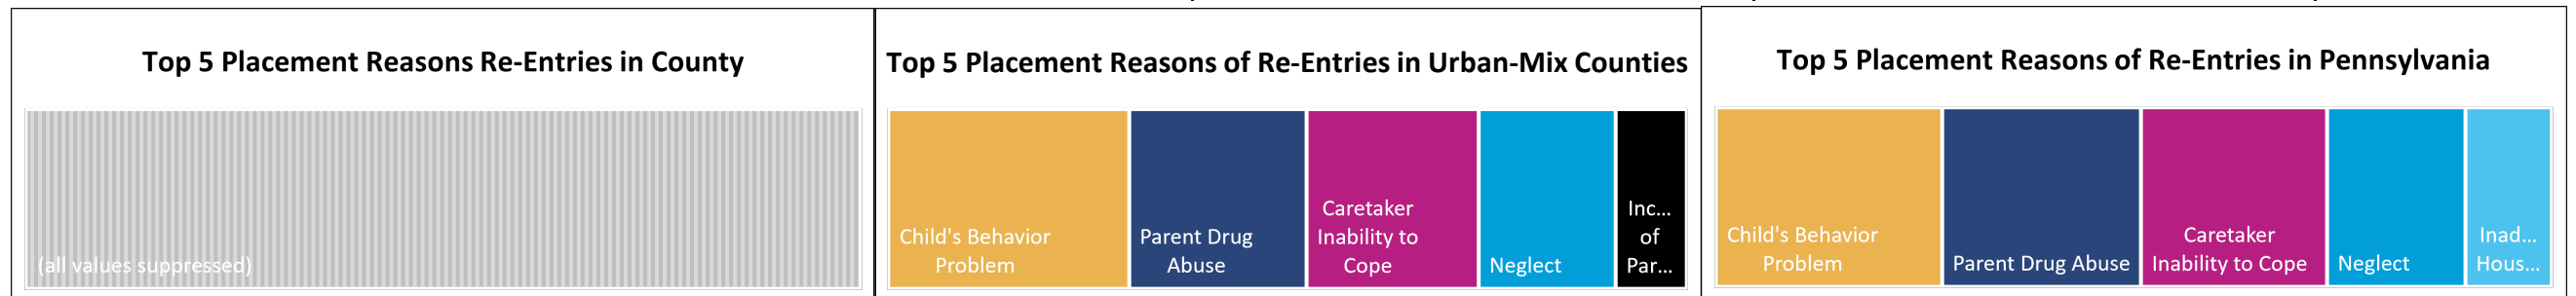 Top 5 Placement Reasons Re-Entries in County
(all values suppressed)
Top 5 Placement Reasons of Re-Entries in Urban-Mix Counties
Child's Behavior
Problem
Parent Drug
Abuse
Caretaker
Inability to
Cope
Neglect
Inc...
of
Par...
Top 5 Placement Reasons of Re-Entries in Pennsylvania
Child's Behavior
Problem
Parent Drug Abuse
Caretaker
Inability to Cope
Neglect
Inad...
Hous...